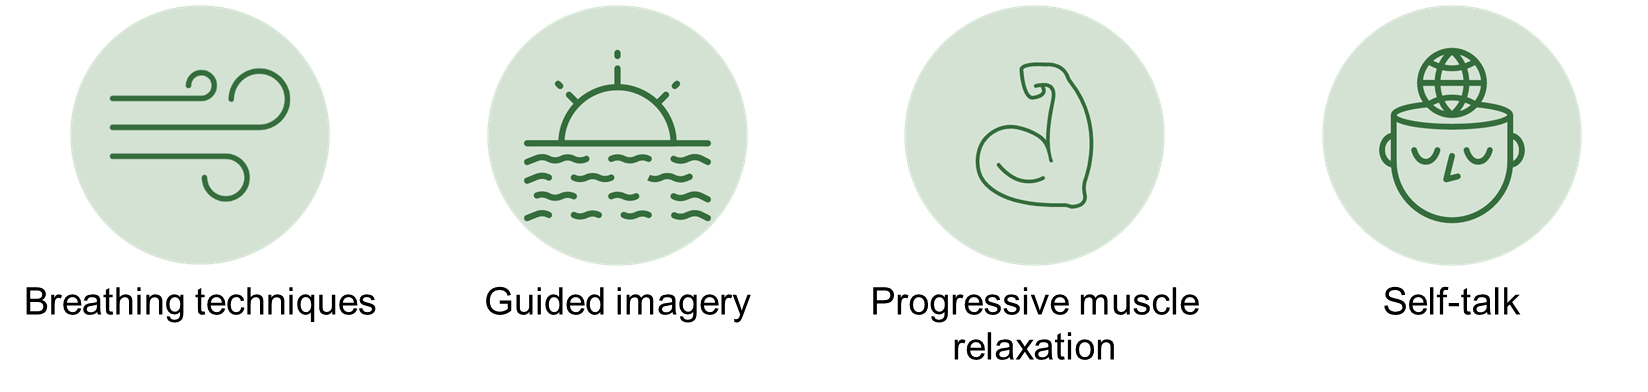 Breathing techniques
Guided imagery
Progressive muscle
relaxation
Self-talk